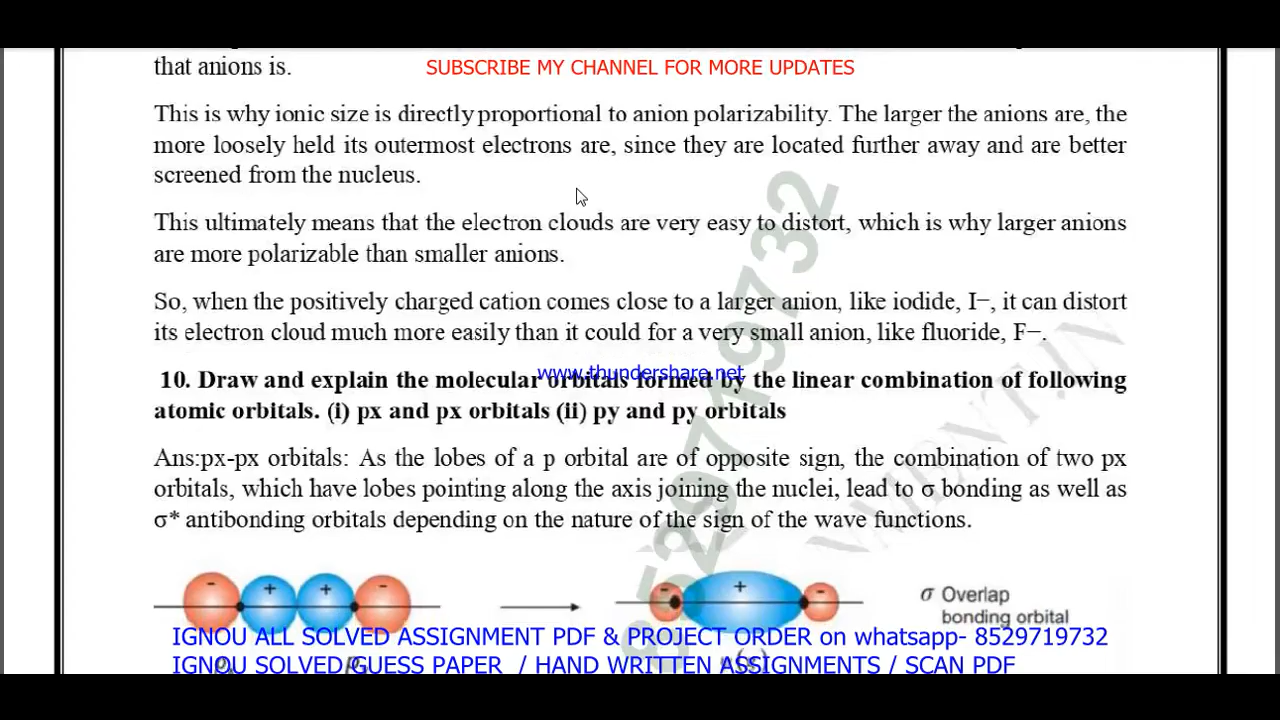 that anions is.
SUBSCRIBE MY CHANNEL FOR MORE UPDATES
This is why ionic size is directly proportional to anion polarizability. The larger the anions are, the
more loosely held its outermost electrons are, since they are located further away and are better
screened from the nucleus.
This ultimately means that the electron clouds are very easy to distort, which is why larger anions
are more polarizable than smaller anions.
So, when the positively charged cation comes close to a larger anion, like iodide, I−, it can distort
its electron cloud much more easily than it could for a very small anion, like fluoride, F−.
www.thundershare.net
10. Draw and explain the molecular orbitals formed by the linear combination of following
atomic orbitals. (i) px and px orbitals (ii) py and py orbitals
Ans:px-px orbitals: As the lobes of a p orbital are of opposite sign, the combination of two px
orbitals, which have lobes pointing along the axis joining the nuclei, lead to σ bonding as well as
σ* antibonding orbitals depending on the nature of the sign of the wave functions.
- + + - - + -
σ Overlap
bonding orbital
IGNOU ALL SOLVED ASSIGNMENT PDF & PROJECT ORDER on whatsapp- 8529719732
IGNOU SOLVED GUESS PAPER / HAND WRITTEN ASSIGNMENTS / SCAN PDF
8529719732